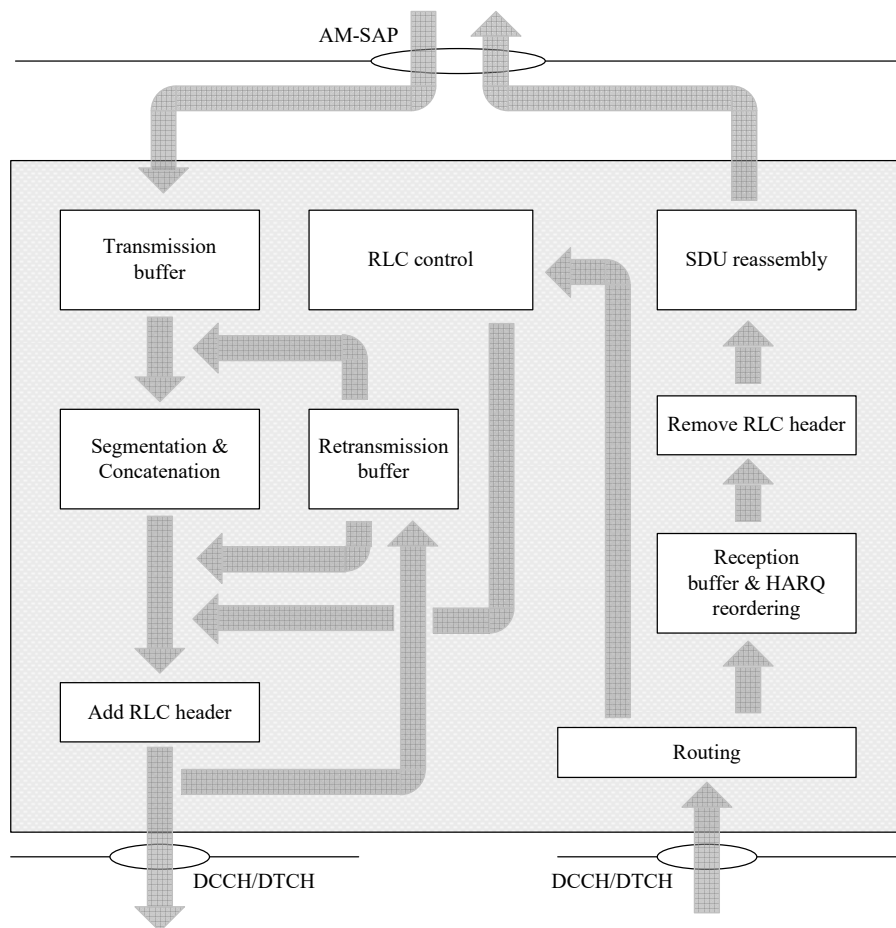 AM-SAP
Transmission
buffer
RLC control
SDU reassembly
Segmentation &
Concatenation
Retransmission
buffer
Remove RLC header
Reception
buffer & HARQ
reordering
Add RLC header
Routing
DCCH/DTCH
DCCH/DTCH